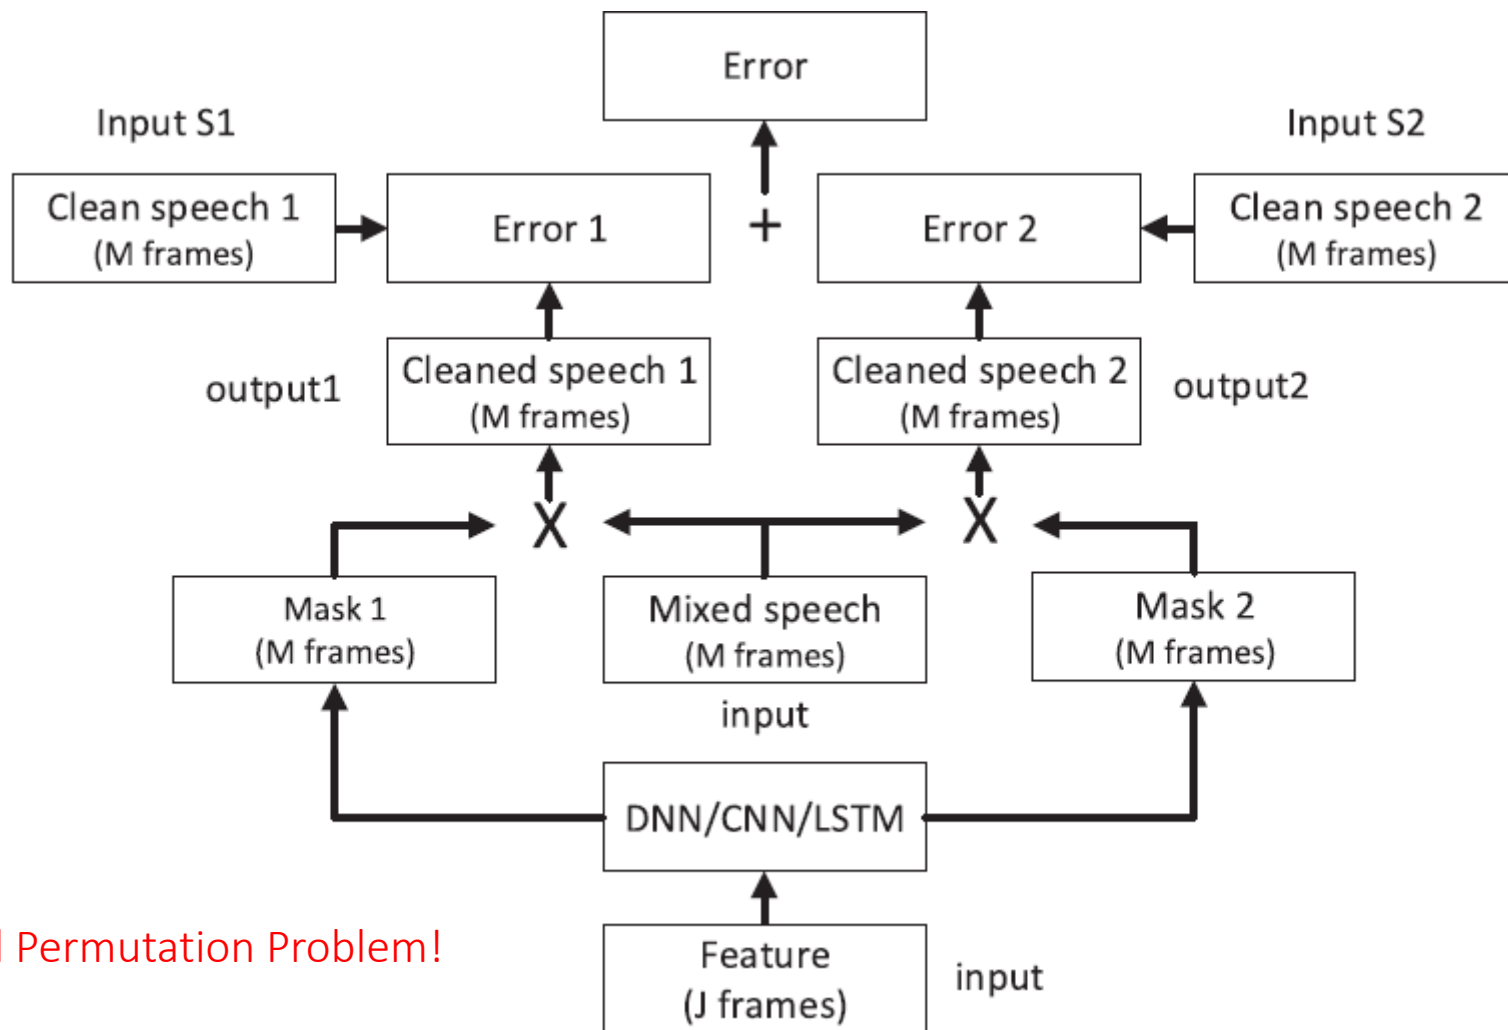 Error
Input S1
Input S2
Clean speech 1
(M frames)
Error 1
+
Error 2
Clean speech 2
(M frames)
output1
Cleaned speech 1
(M frames)
Cleaned speech 2
(M frames)
output2
X
X
Mask 1
(M frames)
Mixed speech
(M frames)
Mask 2
(M frames)
input
DNN/CNN/LSTM
Permutation Problem!
Feature
(J frames)
input